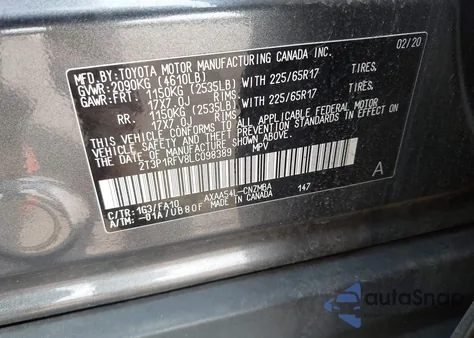 MFD.BY:TOYOTA MOTOR MANUFACTURING CANADA INC. 02/20
GVWR:2090KG (4610LB)
GAWR:FRT. 1150KG (2535LB) WITH 225/65R17 TIRES,
17X7.0J RIMS
RR. 1150KG (2535LB) WITH 225/65R17 TIRES,
17X7.0J RIMS
THIS VEHICLE CONFORMS TO ALL APPLICABLE FEDERAL MOTOR
VEHICLE SAFETY STANDARDS IN EFFECT ON THE DATE OF
MANUFACTURE SHOWN ABOVE.
2T3P1RFV8LC098389 MPV
A
C/TR:1G3/FA10 AXAA54L-CNZMBA 147
A/TM:-01A/UB80F MADE IN CANADA
autoSnap